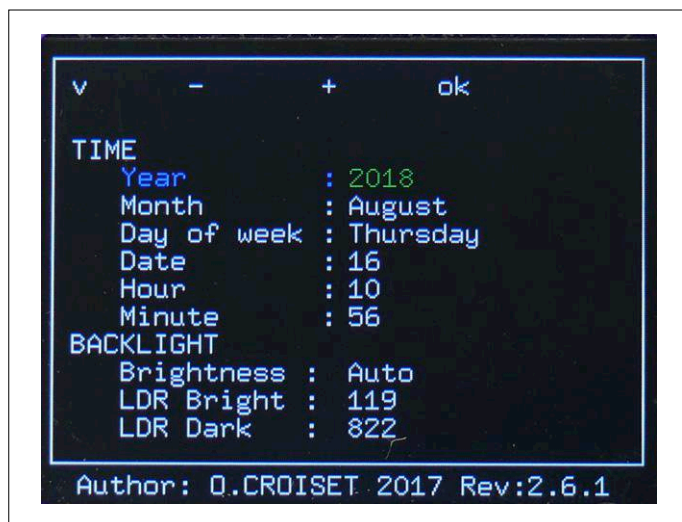 v - + ok
TIME
Year : 2018
Month : August
Day of week : Thursday
Date : 16
Hour : 10
Minute : 56
BACKLIGHT
Brightness : Auto
LDR Bright : 119
LDR Dark : 822
Author: O.CROISET 2017 Rev:2.6.1